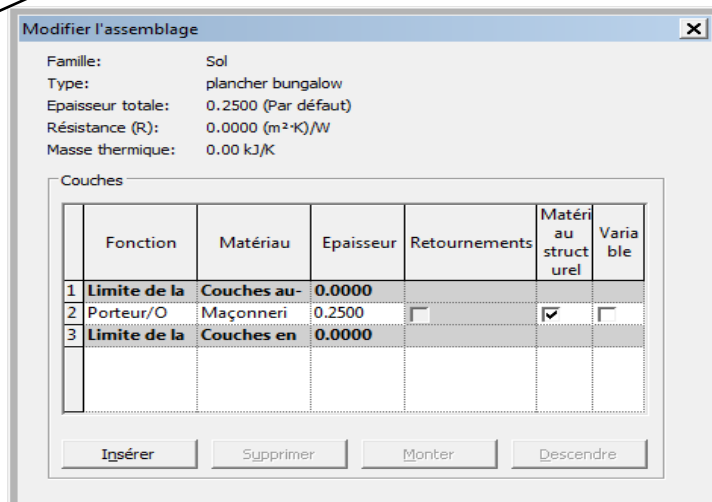 Modifier l'assemblage
Famille: Sol
Type: plancher bungalow
Epaisseur totale: 0.2500 (Par défaut)
Résistance (R): 0.0000 (m²·K)/W
Masse thermique: 0.00 kJ/K
Couches
Fonction Matériau Epaisseur Retournements Matéri au struct urel Varia ble
1 Limite de la Couches au- 0.0000
2 Porteur/O Maçonneri 0.2500
3 Limite de la Couches en 0.0000
Insérer Supprimer Monter Descendre